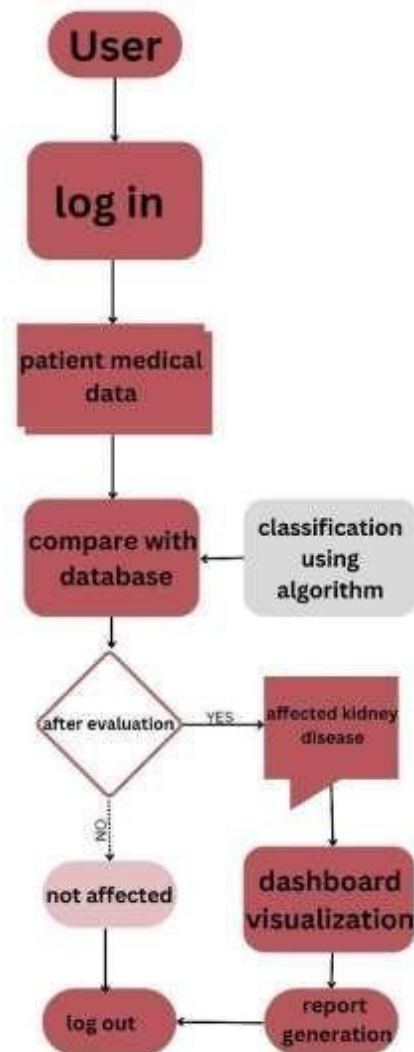 User
log in
patient medical
data
compare with
database
classification
using
algorithm
after evaluation
YES
affected kidney
disease
NO
not affected
dashboard
visualization
log out
report
generation